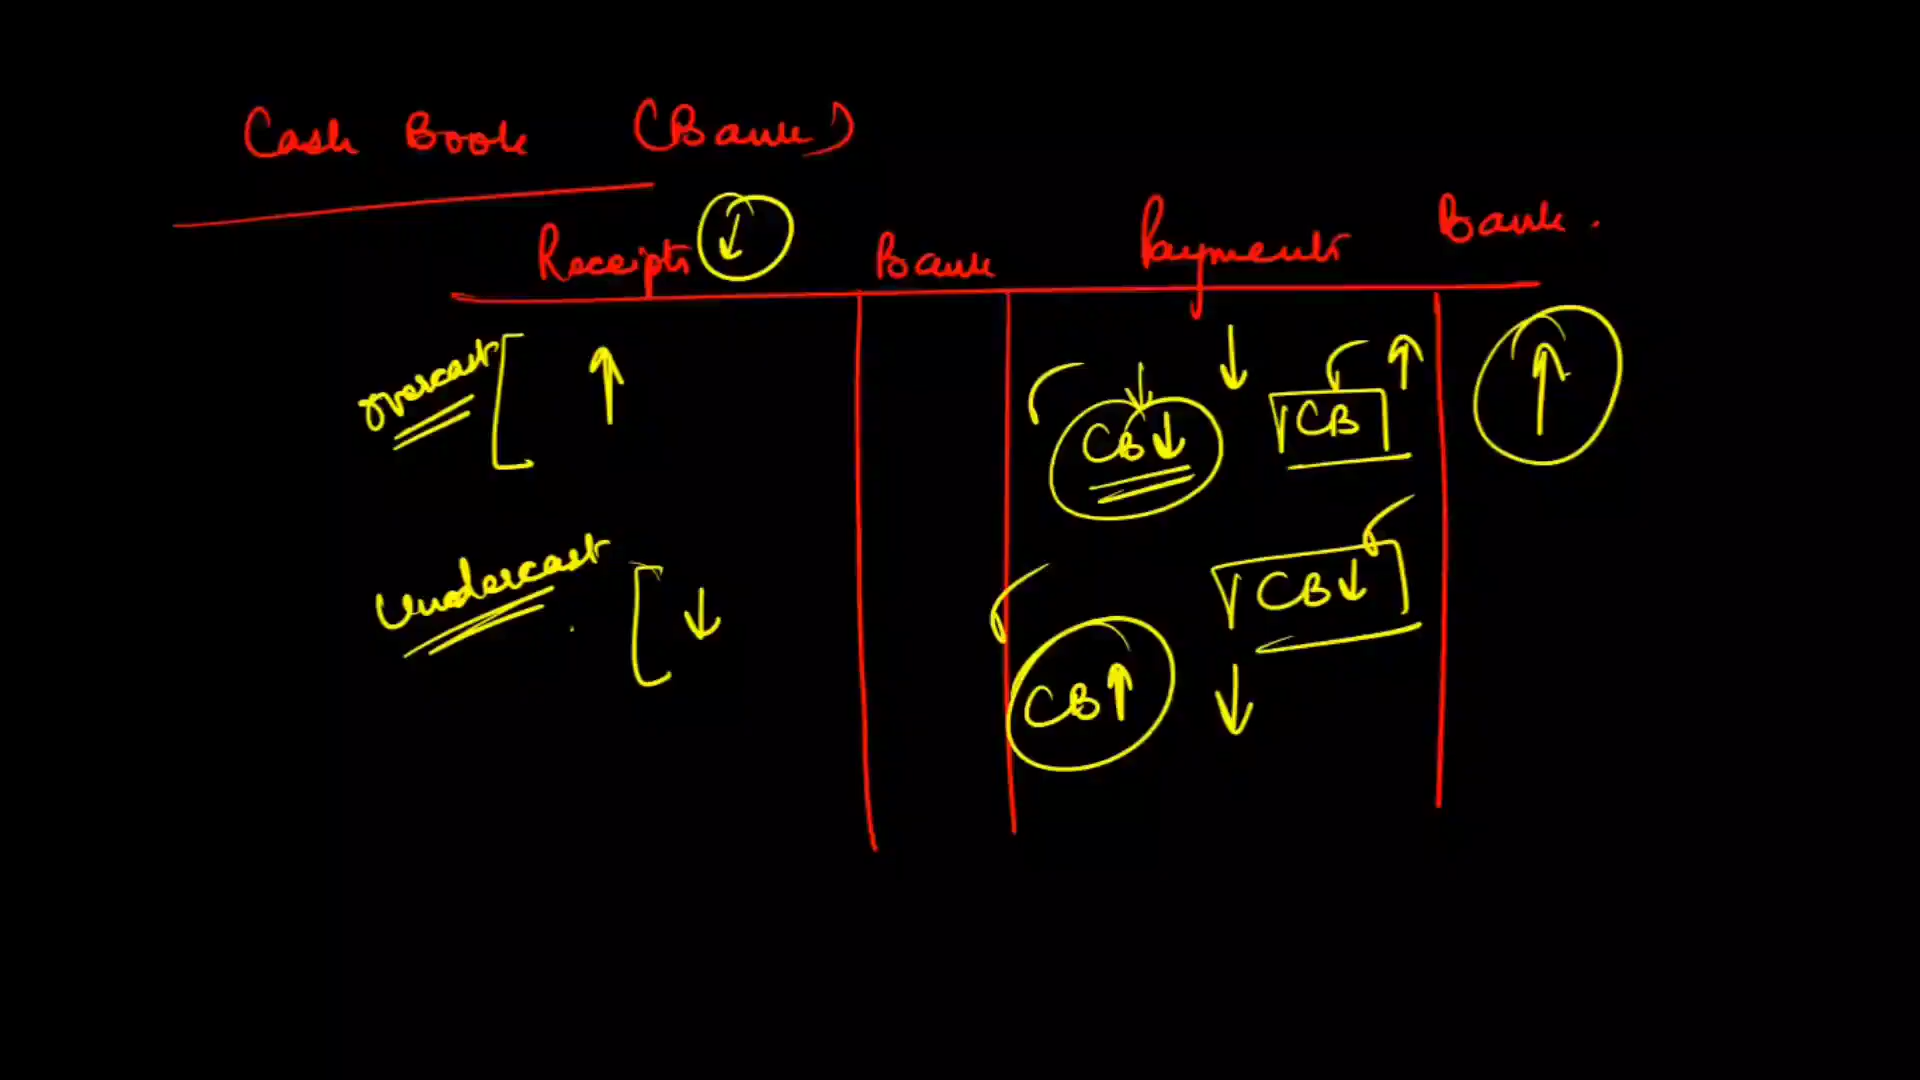 Cash Book (Bank)
Receipts ↓ Bank Payments Bank.
overcast ↑ CB↓ ↓ CB ↑ ↑
Undercast ↓ CB↓
CB↑ ↓